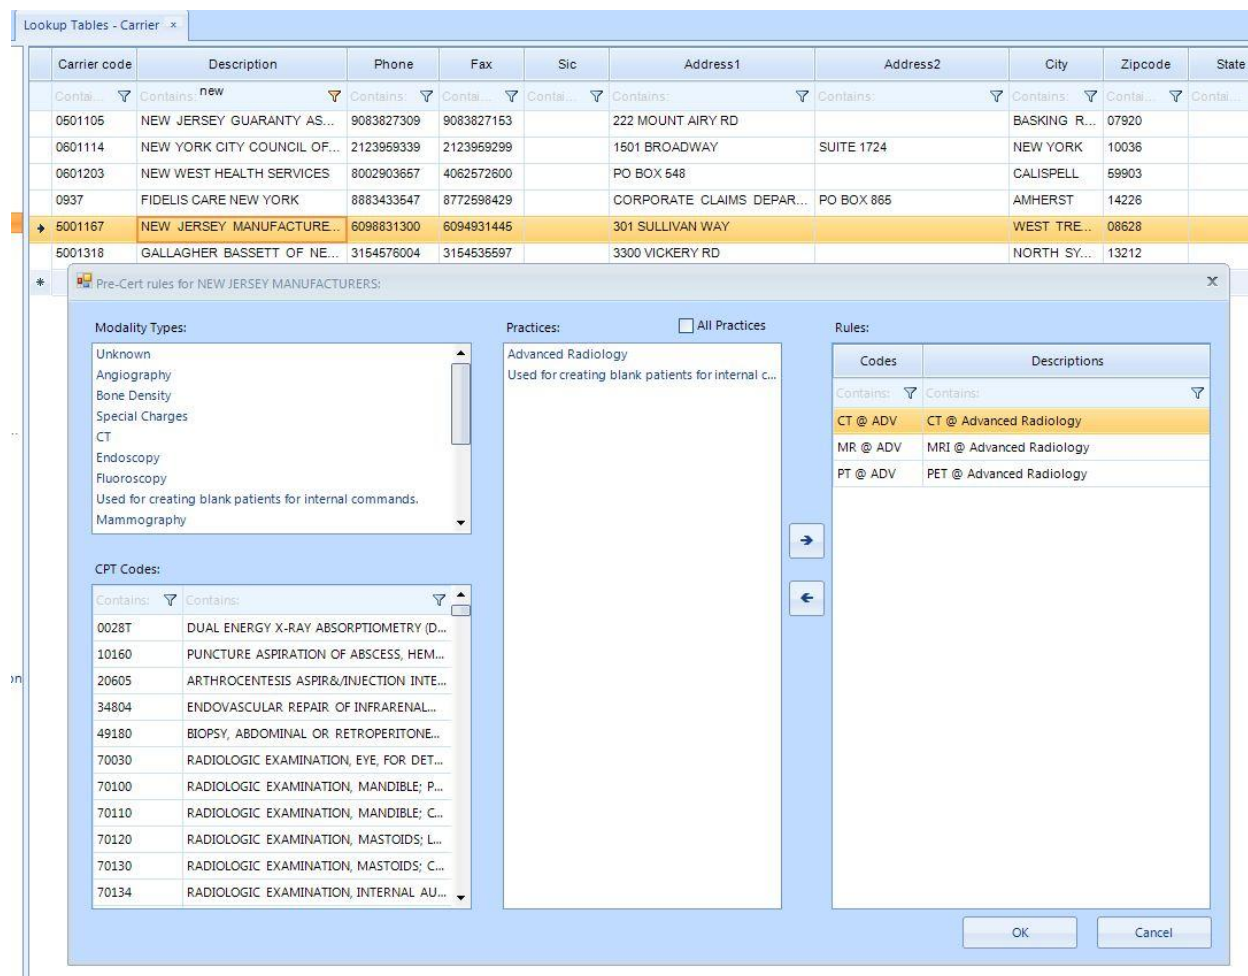 Lookup Tables - Carrier ×
Carrier code Description Phone Fax Sic Address1 Address2 City Zipcode State
Contai... Contains: new Contains: Contai... Contai... Contains: Contains: Contains: Contai... Contai...
0501105 NEW JERSEY GUARANTY AS... 9083827309 9083827153 222 MOUNT AIRY RD BASKING R... 07920
0601114 NEW YORK CITY COUNCIL OF... 2123959339 2123959299 1501 BROADWAY SUITE 1724 NEW YORK 10036
0601203 NEW WEST HEALTH SERVICES 8002903657 4062572600 PO BOX 548 CALISPELL 59903
0937 FIDELIS CARE NEW YORK 8883433547 8772598429 CORPORATE CLAIMS DEPAR... PO BOX 865 AMHERST 14226
5001167 NEW JERSEY MANUFACTURE... 6098831300 6094931445 301 SULLIVAN WAY WEST TRE... 08628
5001318 GALLAGHER BASSETT OF NE... 3154576004 3154535597 3300 VICKERY RD NORTH SY... 13212
Pre-Cert rules for NEW JERSEY MANUFACTURERS: x
Modality Types:
Unknown
Angiography
Bone Density
Special Charges
CT
Endoscopy
Fluoroscopy
Used for creating blank patients for internal commands.
Mammography
CPT Codes:
Contains: Contains:
0028T DUAL ENERGY X-RAY ABSORPTIOMETRY (D...
10160 PUNCTURE ASPIRATION OF ABSCESS, HEM...
20605 ARTHROCENTESIS ASPIR&/INJECTION INTE...
34804 ENDOVASCULAR REPAIR OF INFRARENAL...
49180 BIOPSY, ABDOMINAL OR RETROPERITONE...
70030 RADIOLOGIC EXAMINATION, EYE, FOR DET...
70100 RADIOLOGIC EXAMINATION, MANDIBLE; P...
70110 RADIOLOGIC EXAMINATION, MANDIBLE; C...
70120 RADIOLOGIC EXAMINATION, MASTOIDS; L...
70130 RADIOLOGIC EXAMINATION, MASTOIDS; C...
70134 RADIOLOGIC EXAMINATION, INTERNAL AU...
Practices: All Practices
Advanced Radiology
Used for creating blank patients for internal c...
Rules:
Codes Descriptions
Contains: Contains:
CT @ ADV CT @ Advanced Radiology
MR @ ADV MRI @ Advanced Radiology
PT @ ADV PET @ Advanced Radiology
OK Cancel
...
on